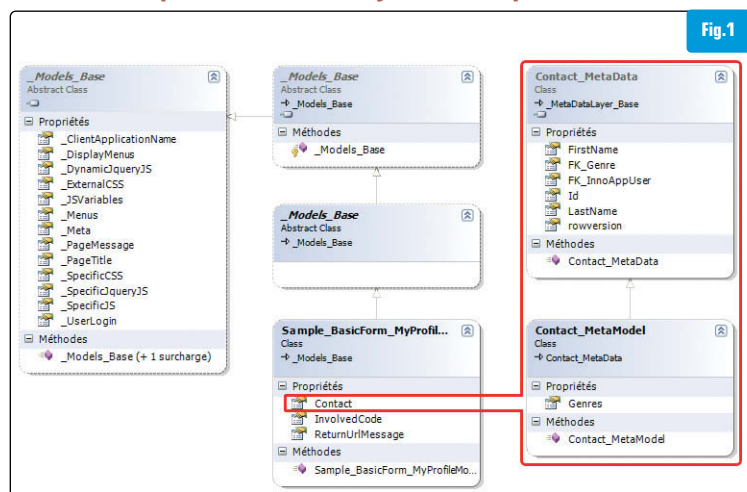 Fig.1
_Models_Base
Abstract Class
Propriétés
_ClientApplicationName
_DisplayMenus
_DynamicJqueryJS
_ExternalCSS
_JSVariables
_Menus
_Meta
_PageMessage
_PageTitle
_SpecificCSS
_SpecificJqueryJS
_SpecificJS
_UserLogin
Méthodes
_Models_Base (+ 1 surcharge)
_Models_Base
Abstract Class
_Models_Base
Méthodes
_Models_Base
_Models_Base
Abstract Class
_Models_Base
Sample_BasicForm_MyProfil...
Class
_Models_Base
Propriétés
Contact
InvolvedCode
ReturnUrlMessage
Méthodes
Sample_BasicForm_MyProfileMo...
Contact_MetaData
Class
_MetaDataLayer_Base
Propriétés
FirstName
FK_Genre
FK_InnoAppUser
Id
LastName
rowversion
Méthodes
Contact_MetaData
Contact_MetaModel
Class
Contact_MetaData
Propriétés
Genres
Méthodes
Contact_MetaModel